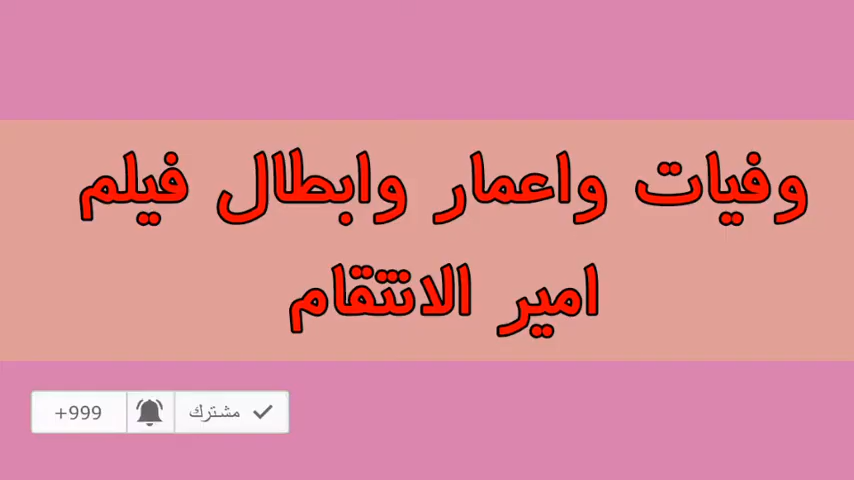 وفيات واعمار وابطال فيلم
امير الانتقام
+999 مشترك